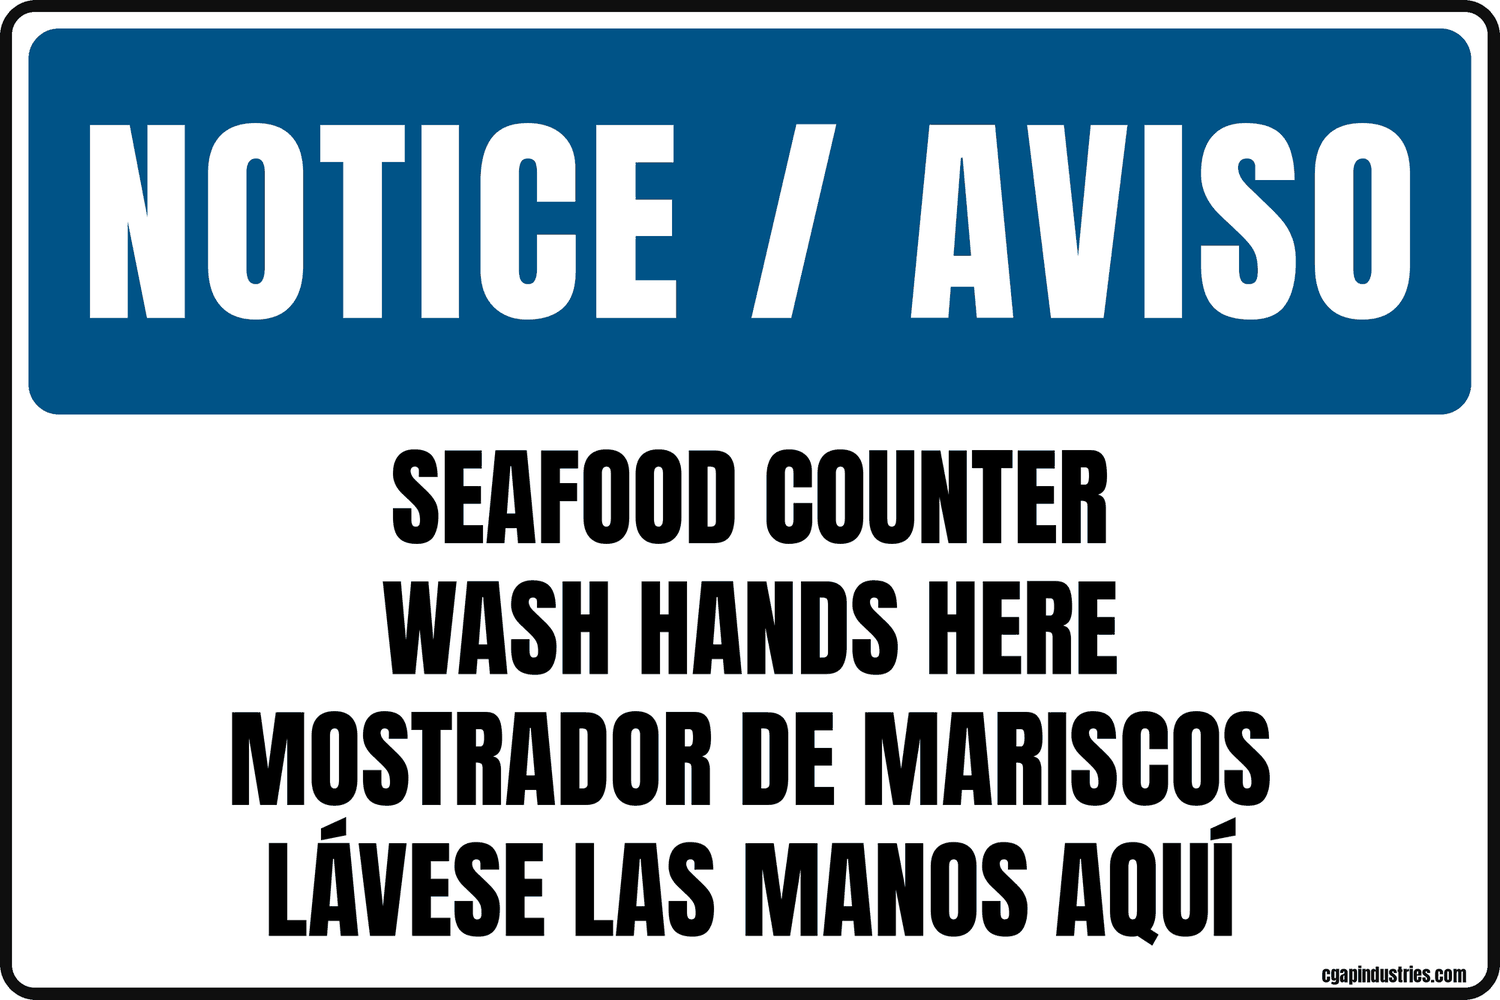 NOTICE / AVISO
SEAFOOD COUNTER
WASH HANDS HERE
MOSTRADOR DE MARISCOS
LÁVESE LAS MANOS AQUÍ
cgapindustries.com